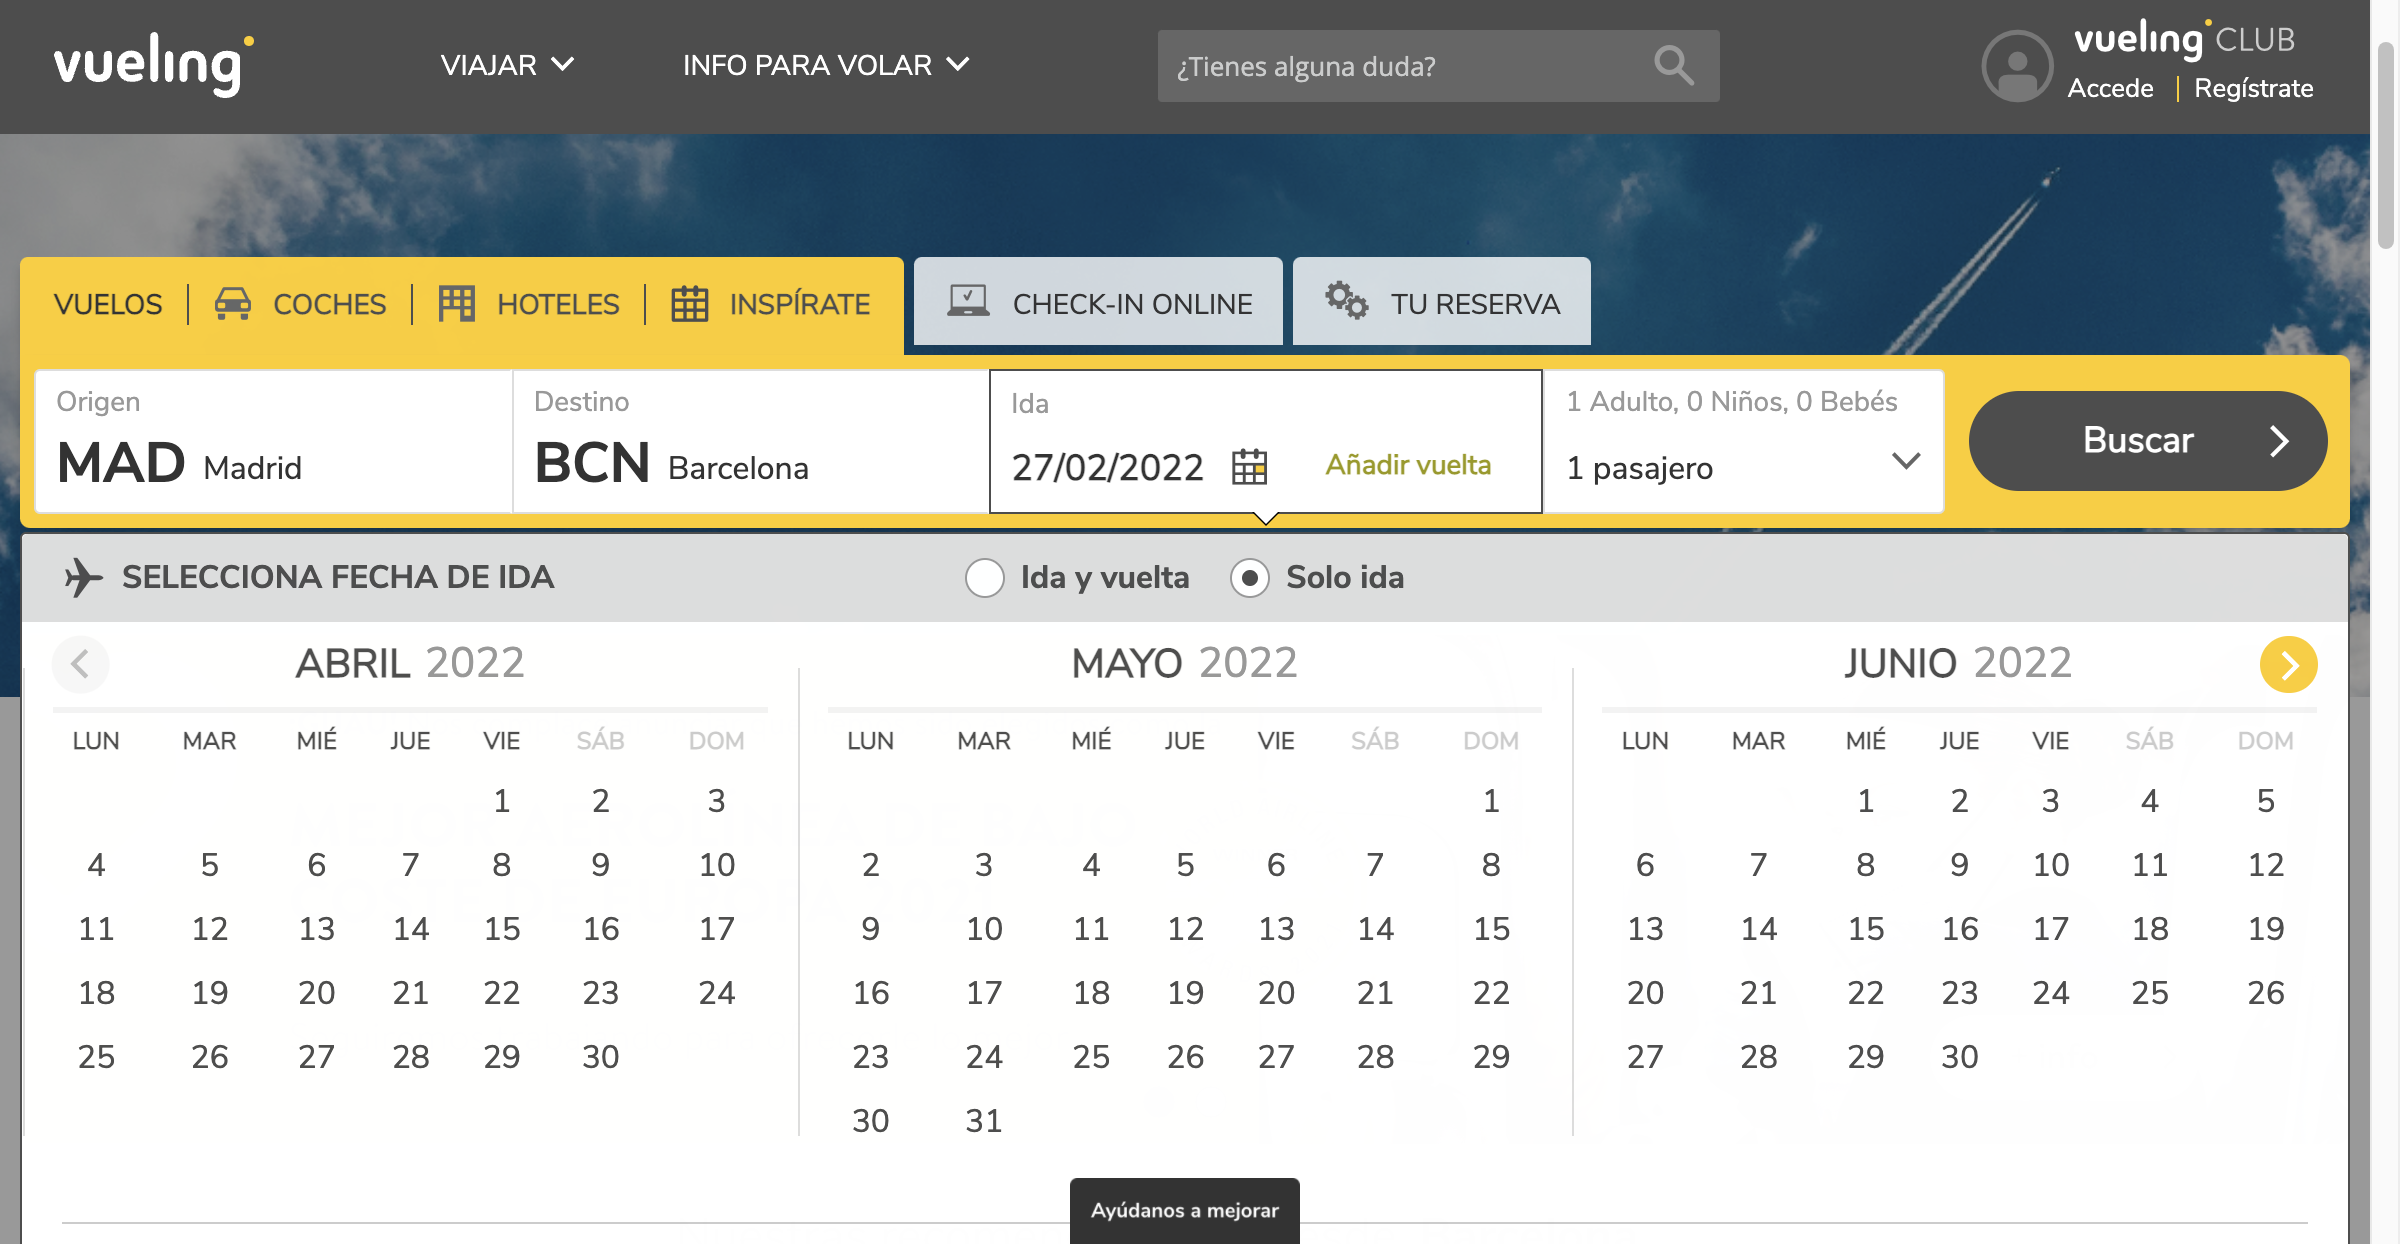 vueling
VIAJAR
INFO PARA VOLAR
¿Tienes alguna duda?
vueling CLUB
Accede
Regístrate
VUELOS
COCHES
HOTELES
INSPÍRATE
CHECK-IN ONLINE
TU RESERVA
Origen
MAD Madrid
Destino
BCN Barcelona
Ida
27/02/2022
Añadir vuelta
1 Adulto, 0 Niños, 0 Bebés
1 pasajero
Buscar
SELECCIONA FECHA DE IDA
Ida y vuelta
Solo ida
ABRIL 2022
LUN MAR MIÉ JUE VIE SÁB DOM
1 2 3
4 5 6 7 8 9 10
11 12 13 14 15 16 17
18 19 20 21 22 23 24
25 26 27 28 29 30
MAYO 2022
LUN MAR MIÉ JUE VIE SÁB DOM
1
2 3 4 5 6 7 8
9 10 11 12 13 14 15
16 17 18 19 20 21 22
23 24 25 26 27 28 29
30 31
JUNIO 2022
LUN MAR MIÉ JUE VIE SÁB DOM
1 2 3 4 5
6 7 8 9 10 11 12
13 14 15 16 17 18 19
20 21 22 23 24 25 26
27 28 29 30
Ayúdanos a mejorar